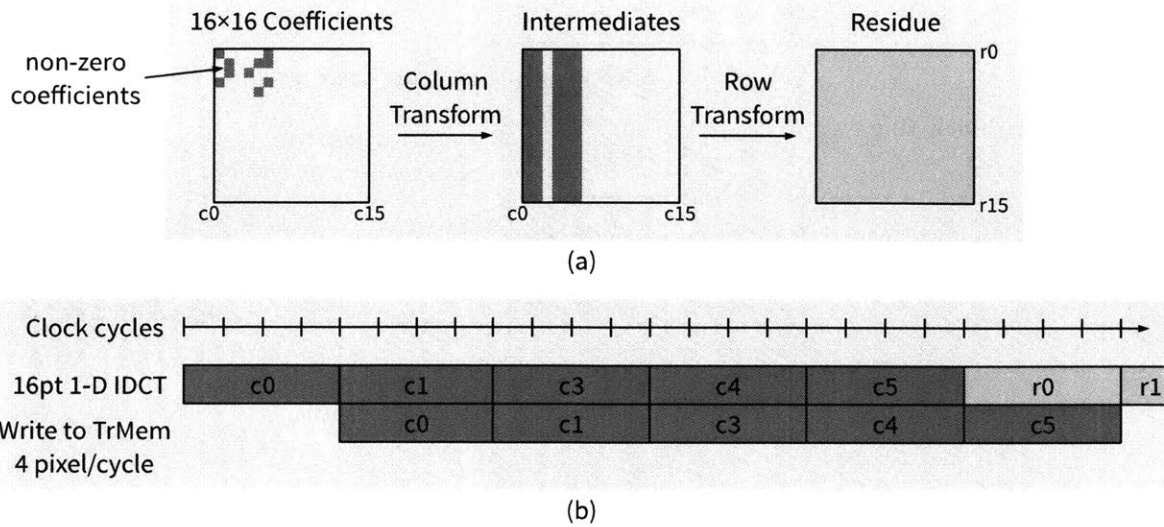 16×16 Coefficients
Intermediates
Residue
non-zero
coefficients
Column
Transform
Row
Transform
r0
r15
c0
c15
c0
c15
(a)
Clock cycles
16pt 1-D IDCT
c0
c1
c3
c4
c5
r0
r1
Write to TrMem
4 pixel/cycle
c0
c1
c3
c4
c5
(b)